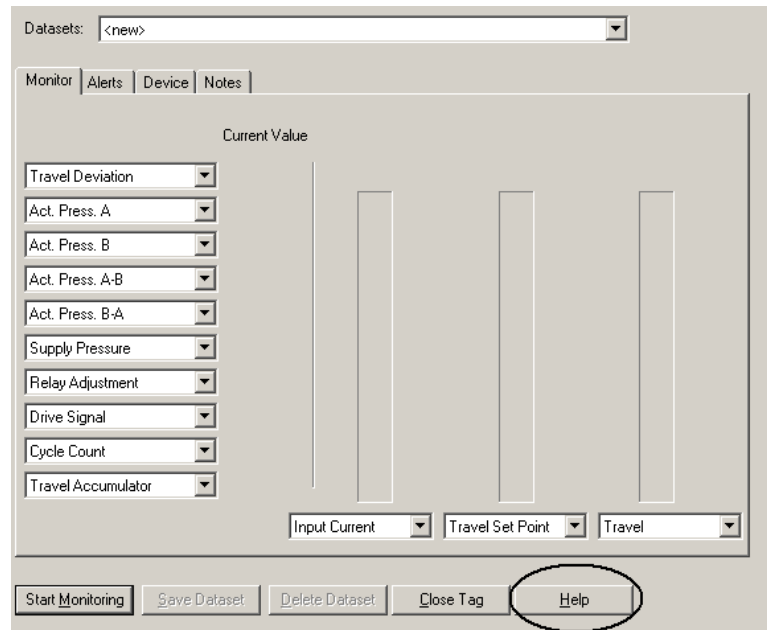 Datasets: <new>
Monitor Alerts Device Notes
Current Value
Travel Deviation
Act. Press. A
Act. Press. B
Act. Press. A-B
Act. Press. B-A
Supply Pressure
Relay Adjustment
Drive Signal
Cycle Count
Travel Accumulator
Input Current Travel Set Point Travel
Start Monitoring Save Dataset Delete Dataset Close Tag Help